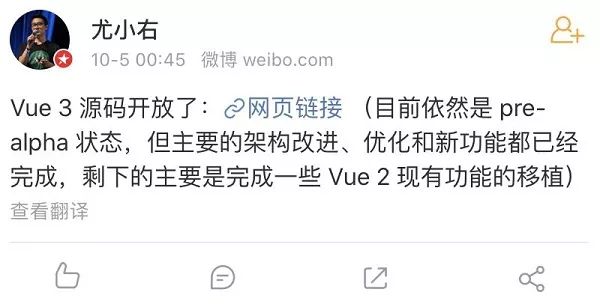 尤小右
10-5 00:45 微博 weibo.com
Vue 3 源码开放了：网页链接 （目前依然是 pre-
alpha 状态，但主要的架构改进、优化和新功能都已经
完成，剩下的主要是完成一些 Vue 2 现有功能的移植）
查看翻译